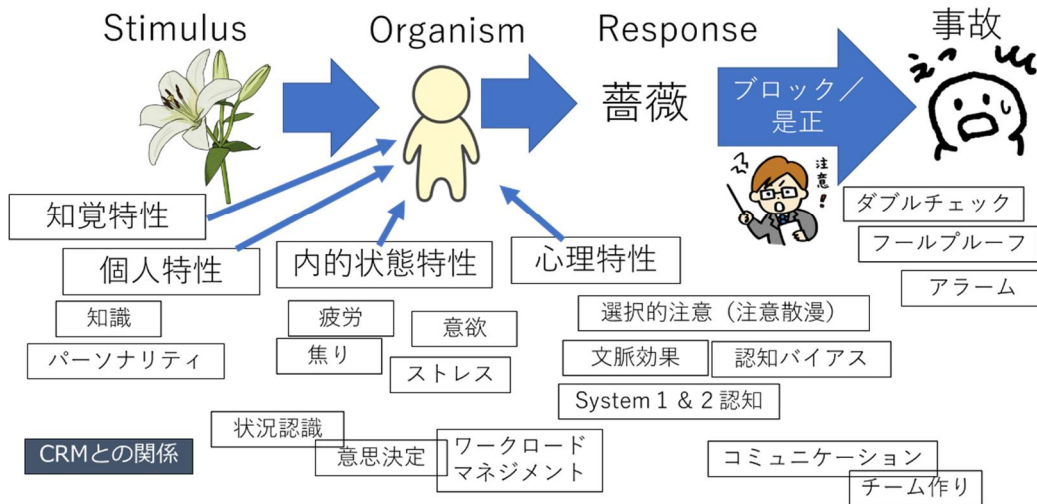 Stimulus
Organism
Response
事故
薔薇
ブロック／
是正
注意!!
知覚特性
個人特性
内的状態特性
心理特性
ダブルチェック
フールプルーフ
アラーム
知識
パーソナリティ
疲労
焦り
意欲
ストレス
選択的注意（注意散漫）
文脈効果
認知バイアス
System 1 & 2 認知
CRMとの関係
状況認識
意思決定
ワークロード
マネジメント
コミュニケーション
チーム作り